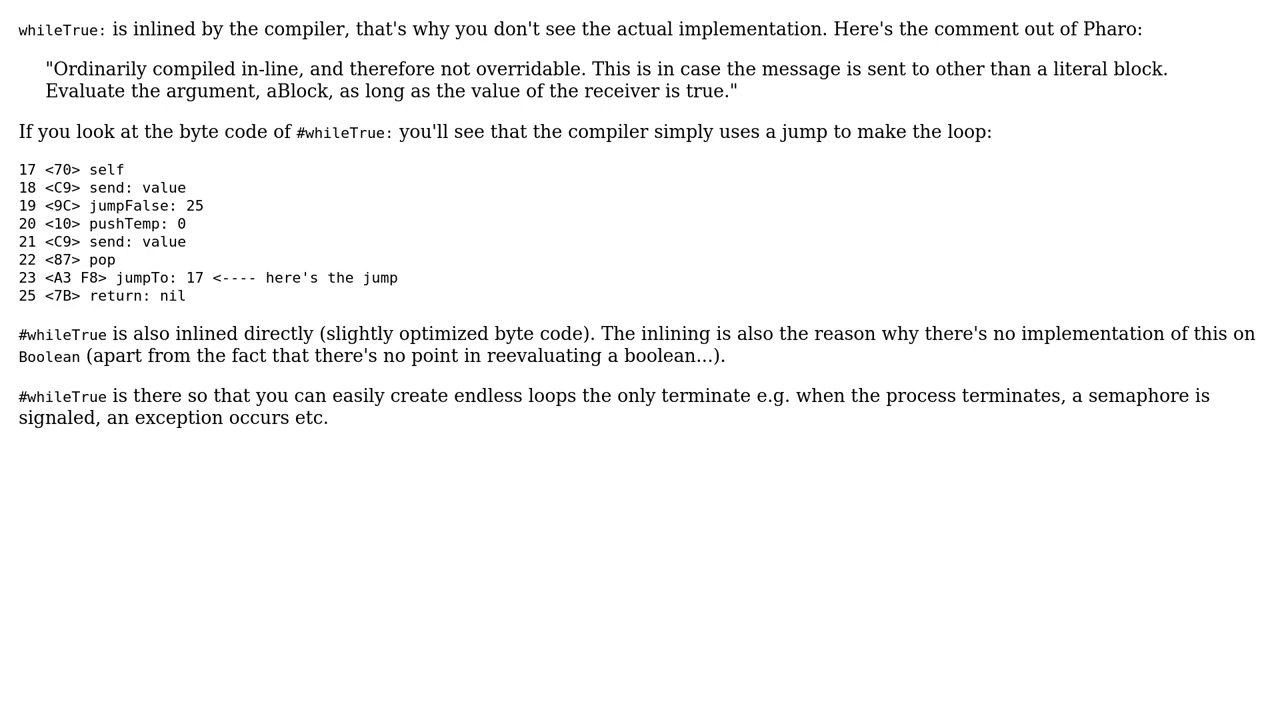 whileTrue: is inlined by the compiler, that's why you don't see the actual implementation. Here's the comment out of Pharo:
"Ordinarily compiled in-line, and therefore not overridable. This is in case the message is sent to other than a literal block.
Evaluate the argument, aBlock, as long as the value of the receiver is true."
If you look at the byte code of #whileTrue: you'll see that the compiler simply uses a jump to make the loop:
17 <70> self
18 <C9> send: value
19 <9C> jumpFalse: 25
20 <10> pushTemp: 0
21 <C9> send: value
22 <87> pop
23 <A3 F8> jumpTo: 17 <---- here's the jump
25 <7B> return: nil
#whileTrue is also inlined directly (slightly optimized byte code). The inlining is also the reason why there's no implementation of this on
Boolean (apart from the fact that there's no point in reevaluating a boolean...).
#whileTrue is there so that you can easily create endless loops the only terminate e.g. when the process terminates, a semaphore is
signaled, an exception occurs etc.